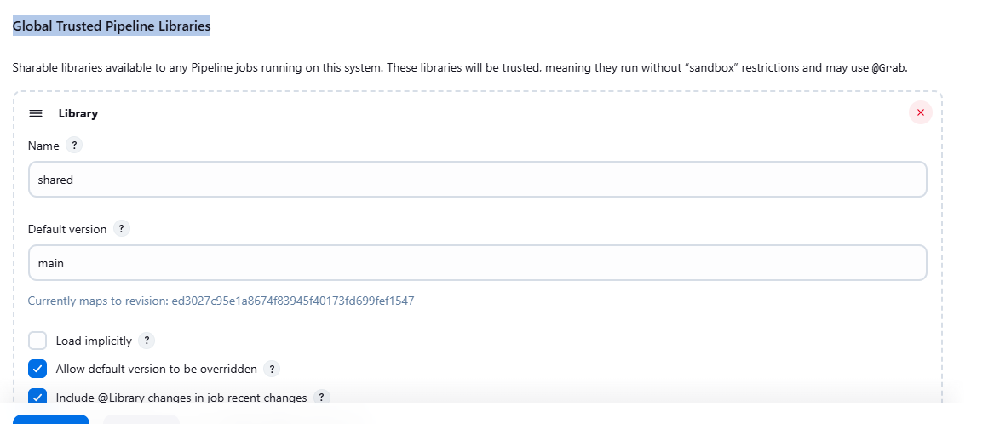 Global Trusted Pipeline Libraries
Sharable libraries available to any Pipeline jobs running on this system. These libraries will be trusted, meaning they run without “sandbox” restrictions and may use @Grab.
Library
Name ?
shared
Default version ?
main
Currently maps to revision: ed3027c95e1a8674f83945f40173fd699fef1547
Load implicitly ?
Allow default version to be overridden ?
Include @Library changes in job recent changes ?